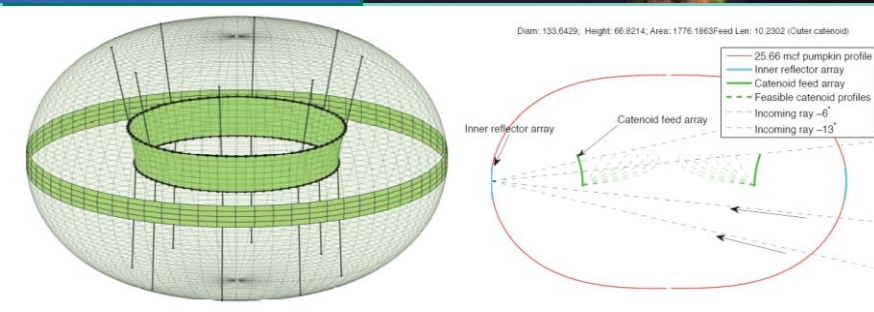 Diam: 133.6429; Height: 66.8214; Area: 1776.1863Feed Len: 10.2302 (Outer catenoid)
25.66 mcf pumpkin profile
Inner reflector array
Catenoid feed array
Feasible catenoid profiles
Incoming ray ~6°
Incoming ray ~13°
Catenoid feed array
Inner reflector array